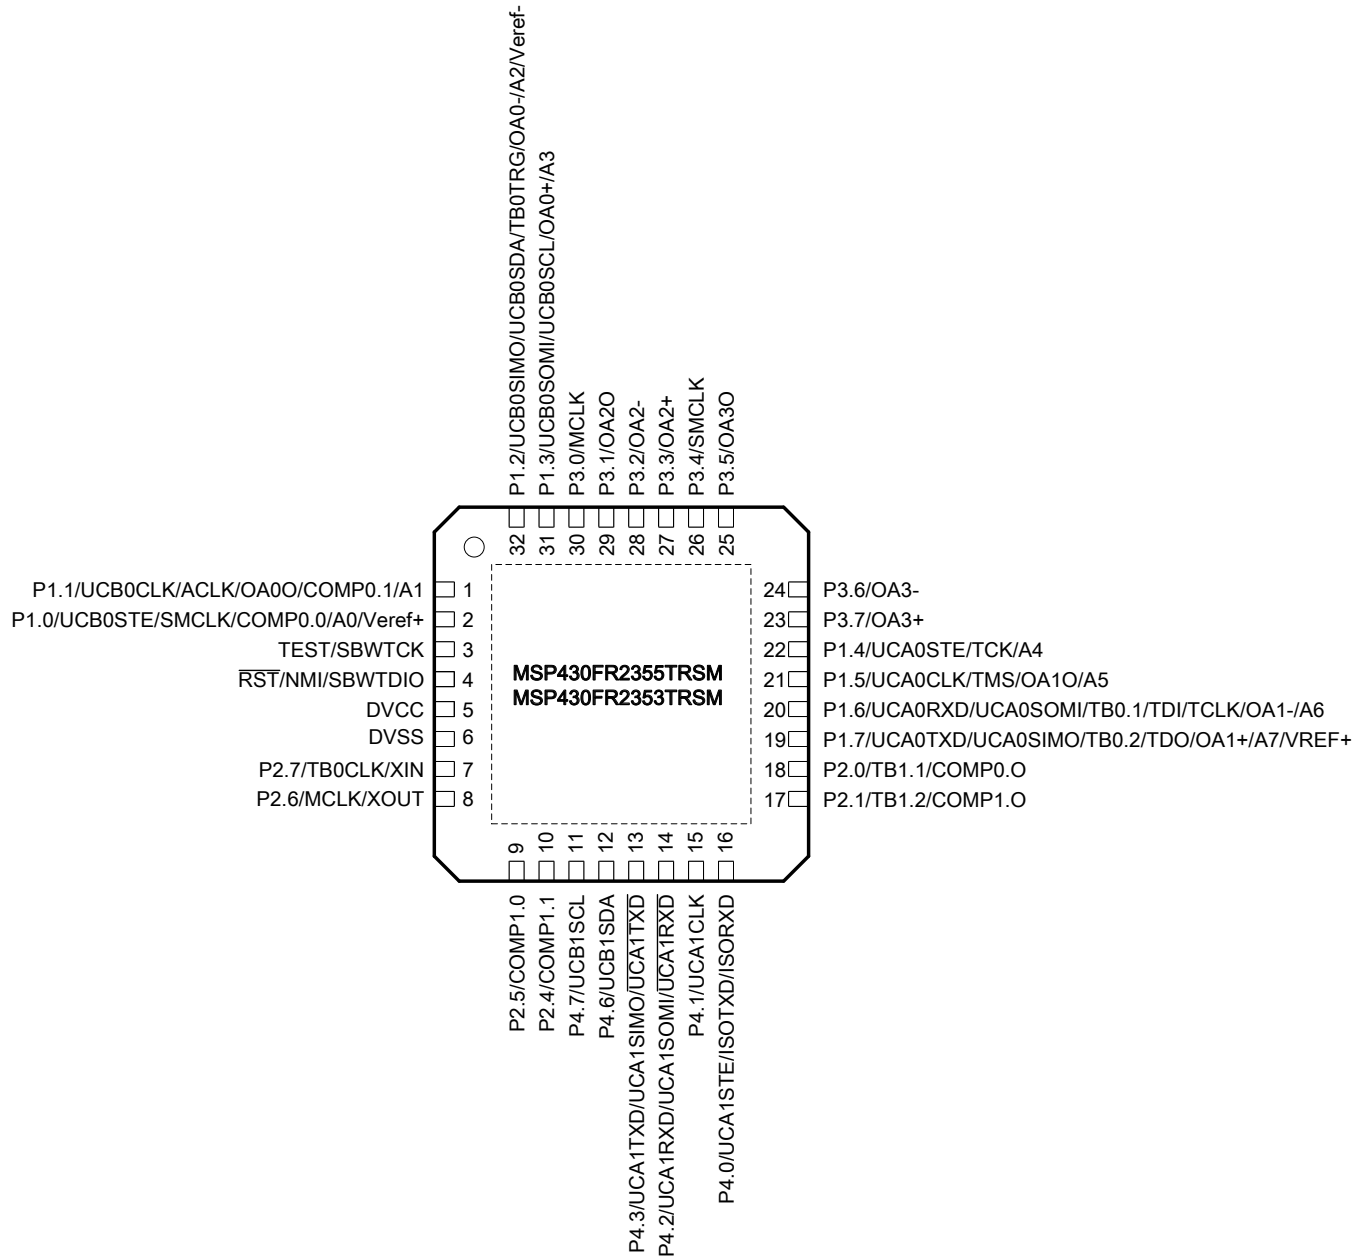 P1.2/UCB0SIMO/UCB0SDA/TB0TRG/OA0-/A2/Veref-
P1.3/UCB0SOMI/UCB0SCL/OA0+/A3
P3.0/MCLK
P3.1/OA2O
P3.2/OA2-
P3.3/OA2+
P3.4/SMCLK
P3.5/OA3O
32
31
30
29
28
27
26
25
P1.1/UCB0CLK/ACLK/OA0O/COMP0.1/A1 1
P1.0/UCB0STE/SMCLK/COMP0.0/A0/Veref+ 2
TEST/SBWTCK 3
RST/NMI/SBWTDIO 4
DVCC 5
DVSS 6
P2.7/TB0CLK/XIN 7
P2.6/MCLK/XOUT 8
MSP430FR2355TRSM
MSP430FR2353TRSM
24 P3.6/OA3-
23 P3.7/OA3+
22 P1.4/UCA0STE/TCK/A4
21 P1.5/UCA0CLK/TMS/OA1O/A5
20 P1.6/UCA0RXD/UCA0SOMI/TB0.1/TDI/TCLK/OA1-/A6
19 P1.7/UCA0TXD/UCA0SIMO/TB0.2/TDO/OA1+/A7/VREF+
18 P2.0/TB1.1/COMP0.O
17 P2.1/TB1.2/COMP1.O
9
10
11
12
13
14
15
16
P2.5/COMP1.0
P2.4/COMP1.1
P4.7/UCB1SCL
P4.6/UCB1SDA
P4.3/UCA1TXD/UCA1SIMO/UCA1TXD
P4.2/UCA1RXD/UCA1SOMI/UCA1RXD
P4.1/UCA1CLK
P4.0/UCA1STE/ISOTXD/ISORXD